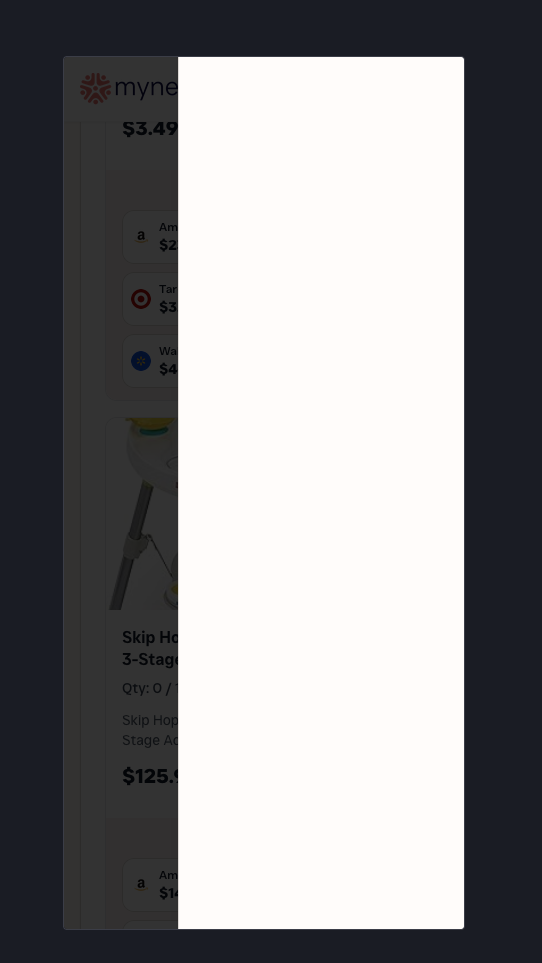 myne
$3.49
Am
$2
Tar
$3
Wa
$4
Skip Ho
3-Stage
Qty: 0 /
Skip Hop
Stage Ac
$125.9
Am
$14